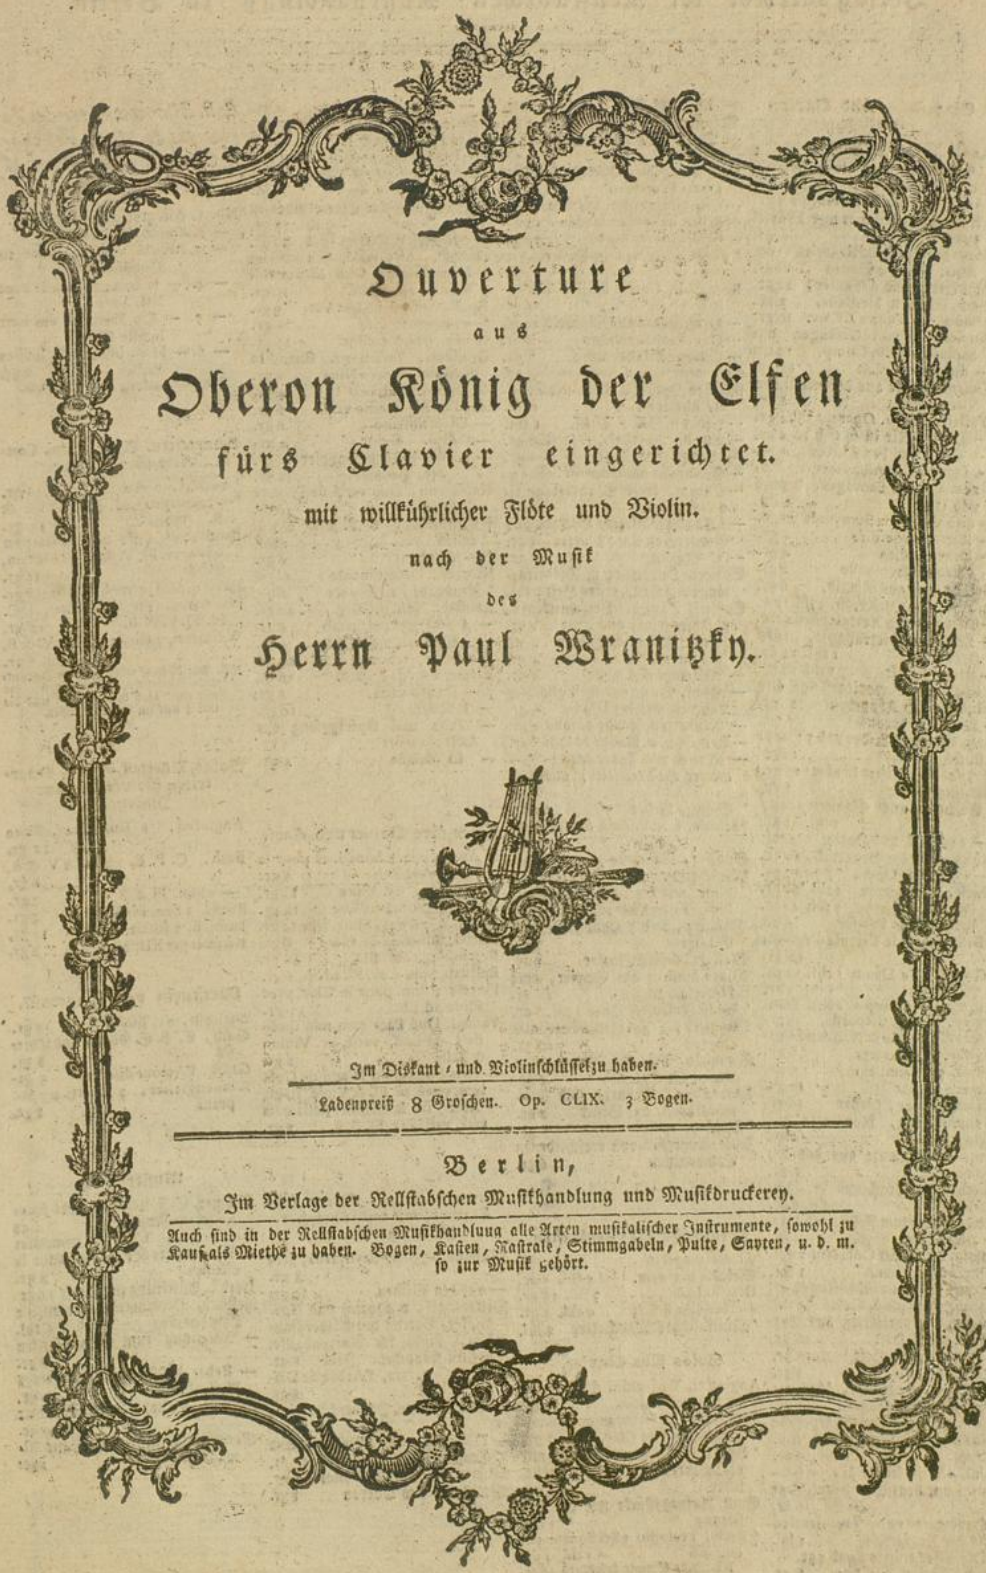 Ouverture
aus
Oberon König der Elfen
fürs Clavier eingerichtet.
mit willkührlicher Flöte und Violin.
nach der Musik
des
Herrn Paul Wranitzky.
Im Diskant- und Violinschlüssel zu haben.
Ladenpreiß 8 Groschen. Op. CLIX. 3 Bogen.
Berlin,
Im Verlage der Rellstabschen Musikhandlung und Musikdruckerey.
Auch sind in der Rellstabschen Musikhandlung alle Arten musikalischer Instrumente, sowohl zu
Kauf, als Miethe zu haben. Bogen, Kasten, Rastrale, Stimmgabeln, Pulte, Sayten, u. d. m.
so zur Musik gehört.